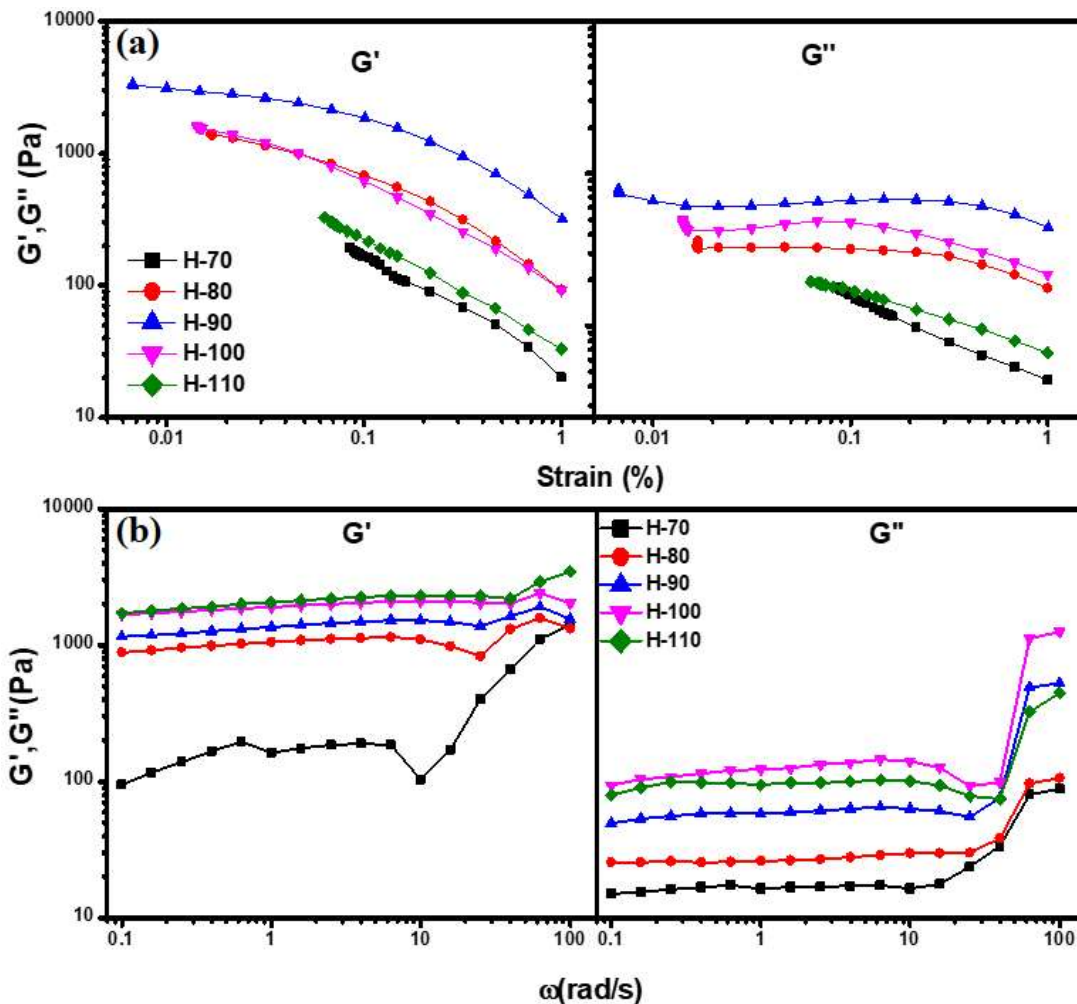 (a)
G'
G''
G',G'' (Pa)
10000
1000
100
10
H-70
H-80
H-90
H-100
H-110
0.01
0.1
1
0.01
0.1
1
Strain (%)
(b)
G'
G"
G',G"(Pa)
10000
1000
100
10
H-70
H-80
H-90
H-100
H-110
0.1
1
10
100
0.1
1
10
100
ω(rad/s)